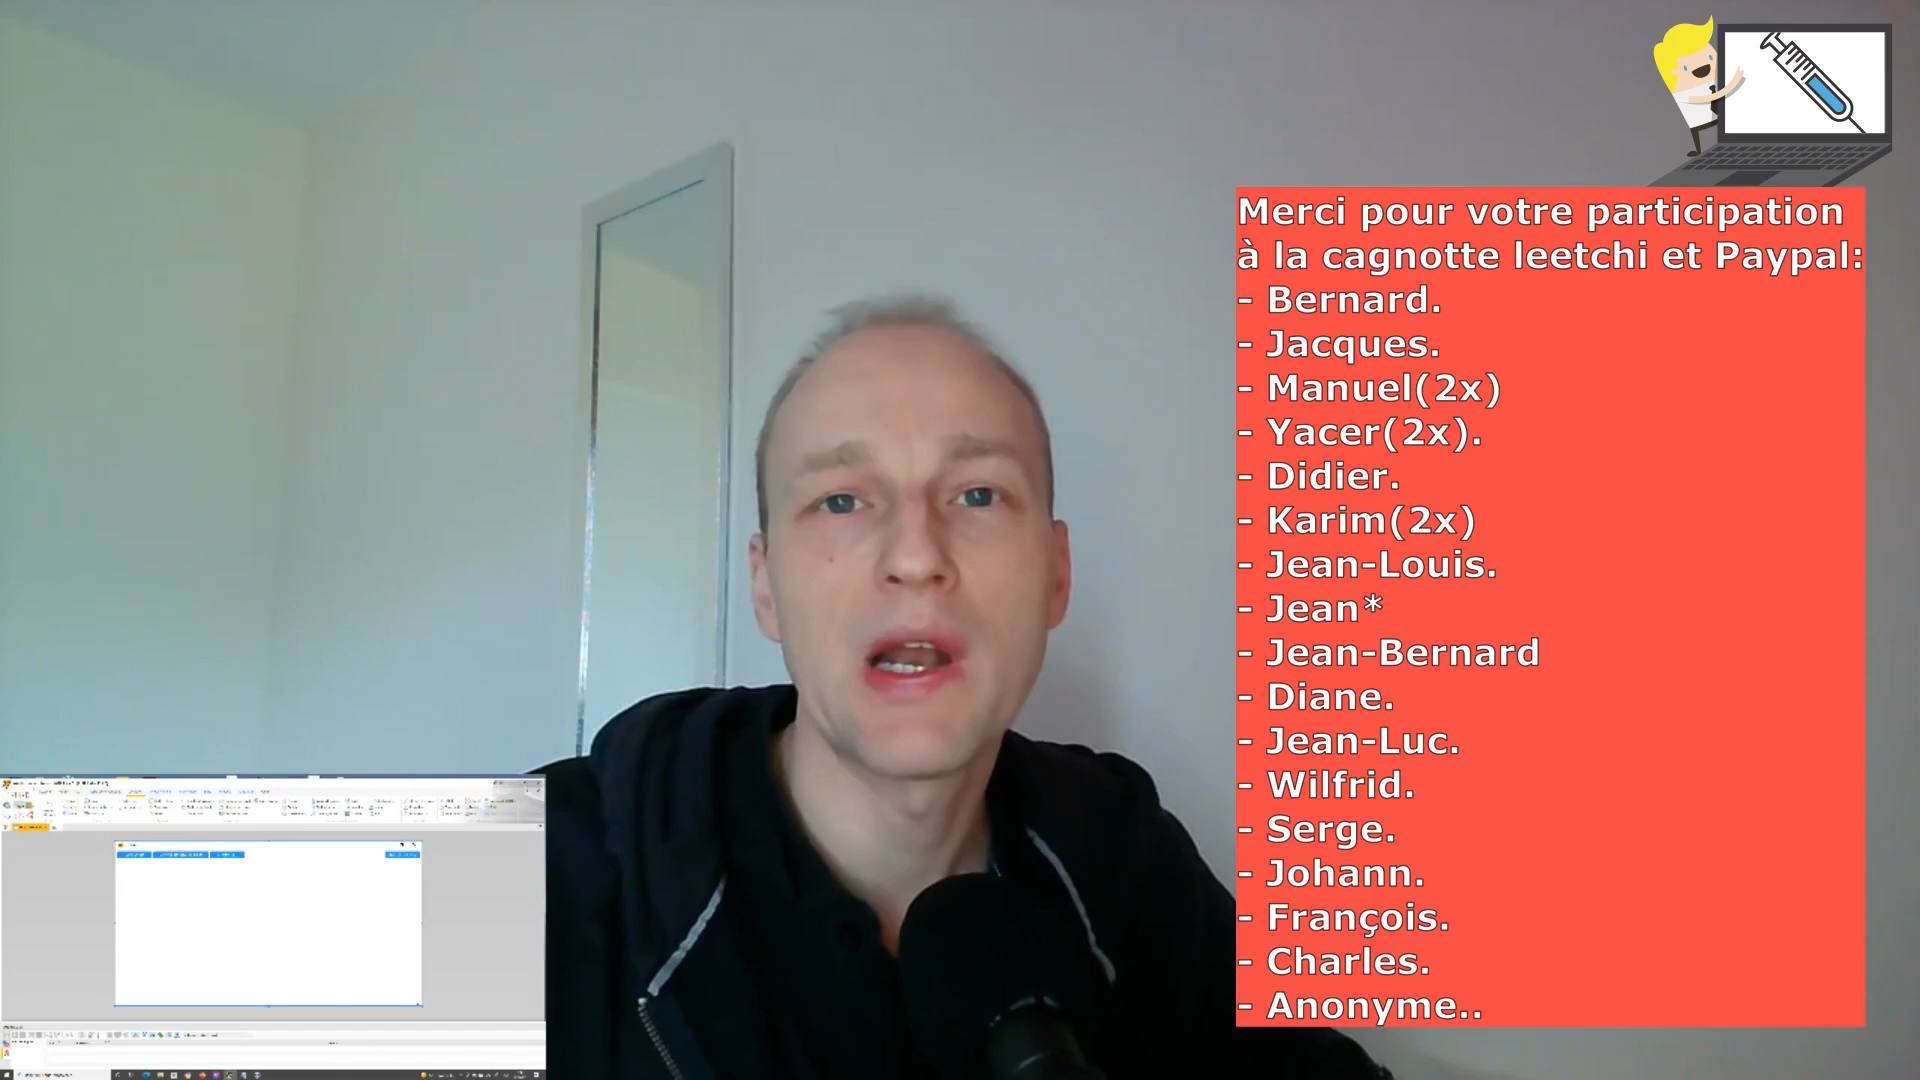 Merci pour votre participation
à la cagnotte leetchi et Paypal:
- Bernard.
- Jacques.
- Manuel(2x)
- Yacer(2x).
- Didier.
- Karim(2x)
- Jean-Louis.
- Jean*
- Jean-Bernard
- Diane.
- Jean-Luc.
- Wilfrid.
- Serge.
- Johann.
- François.
- Charles.
- Anonyme..